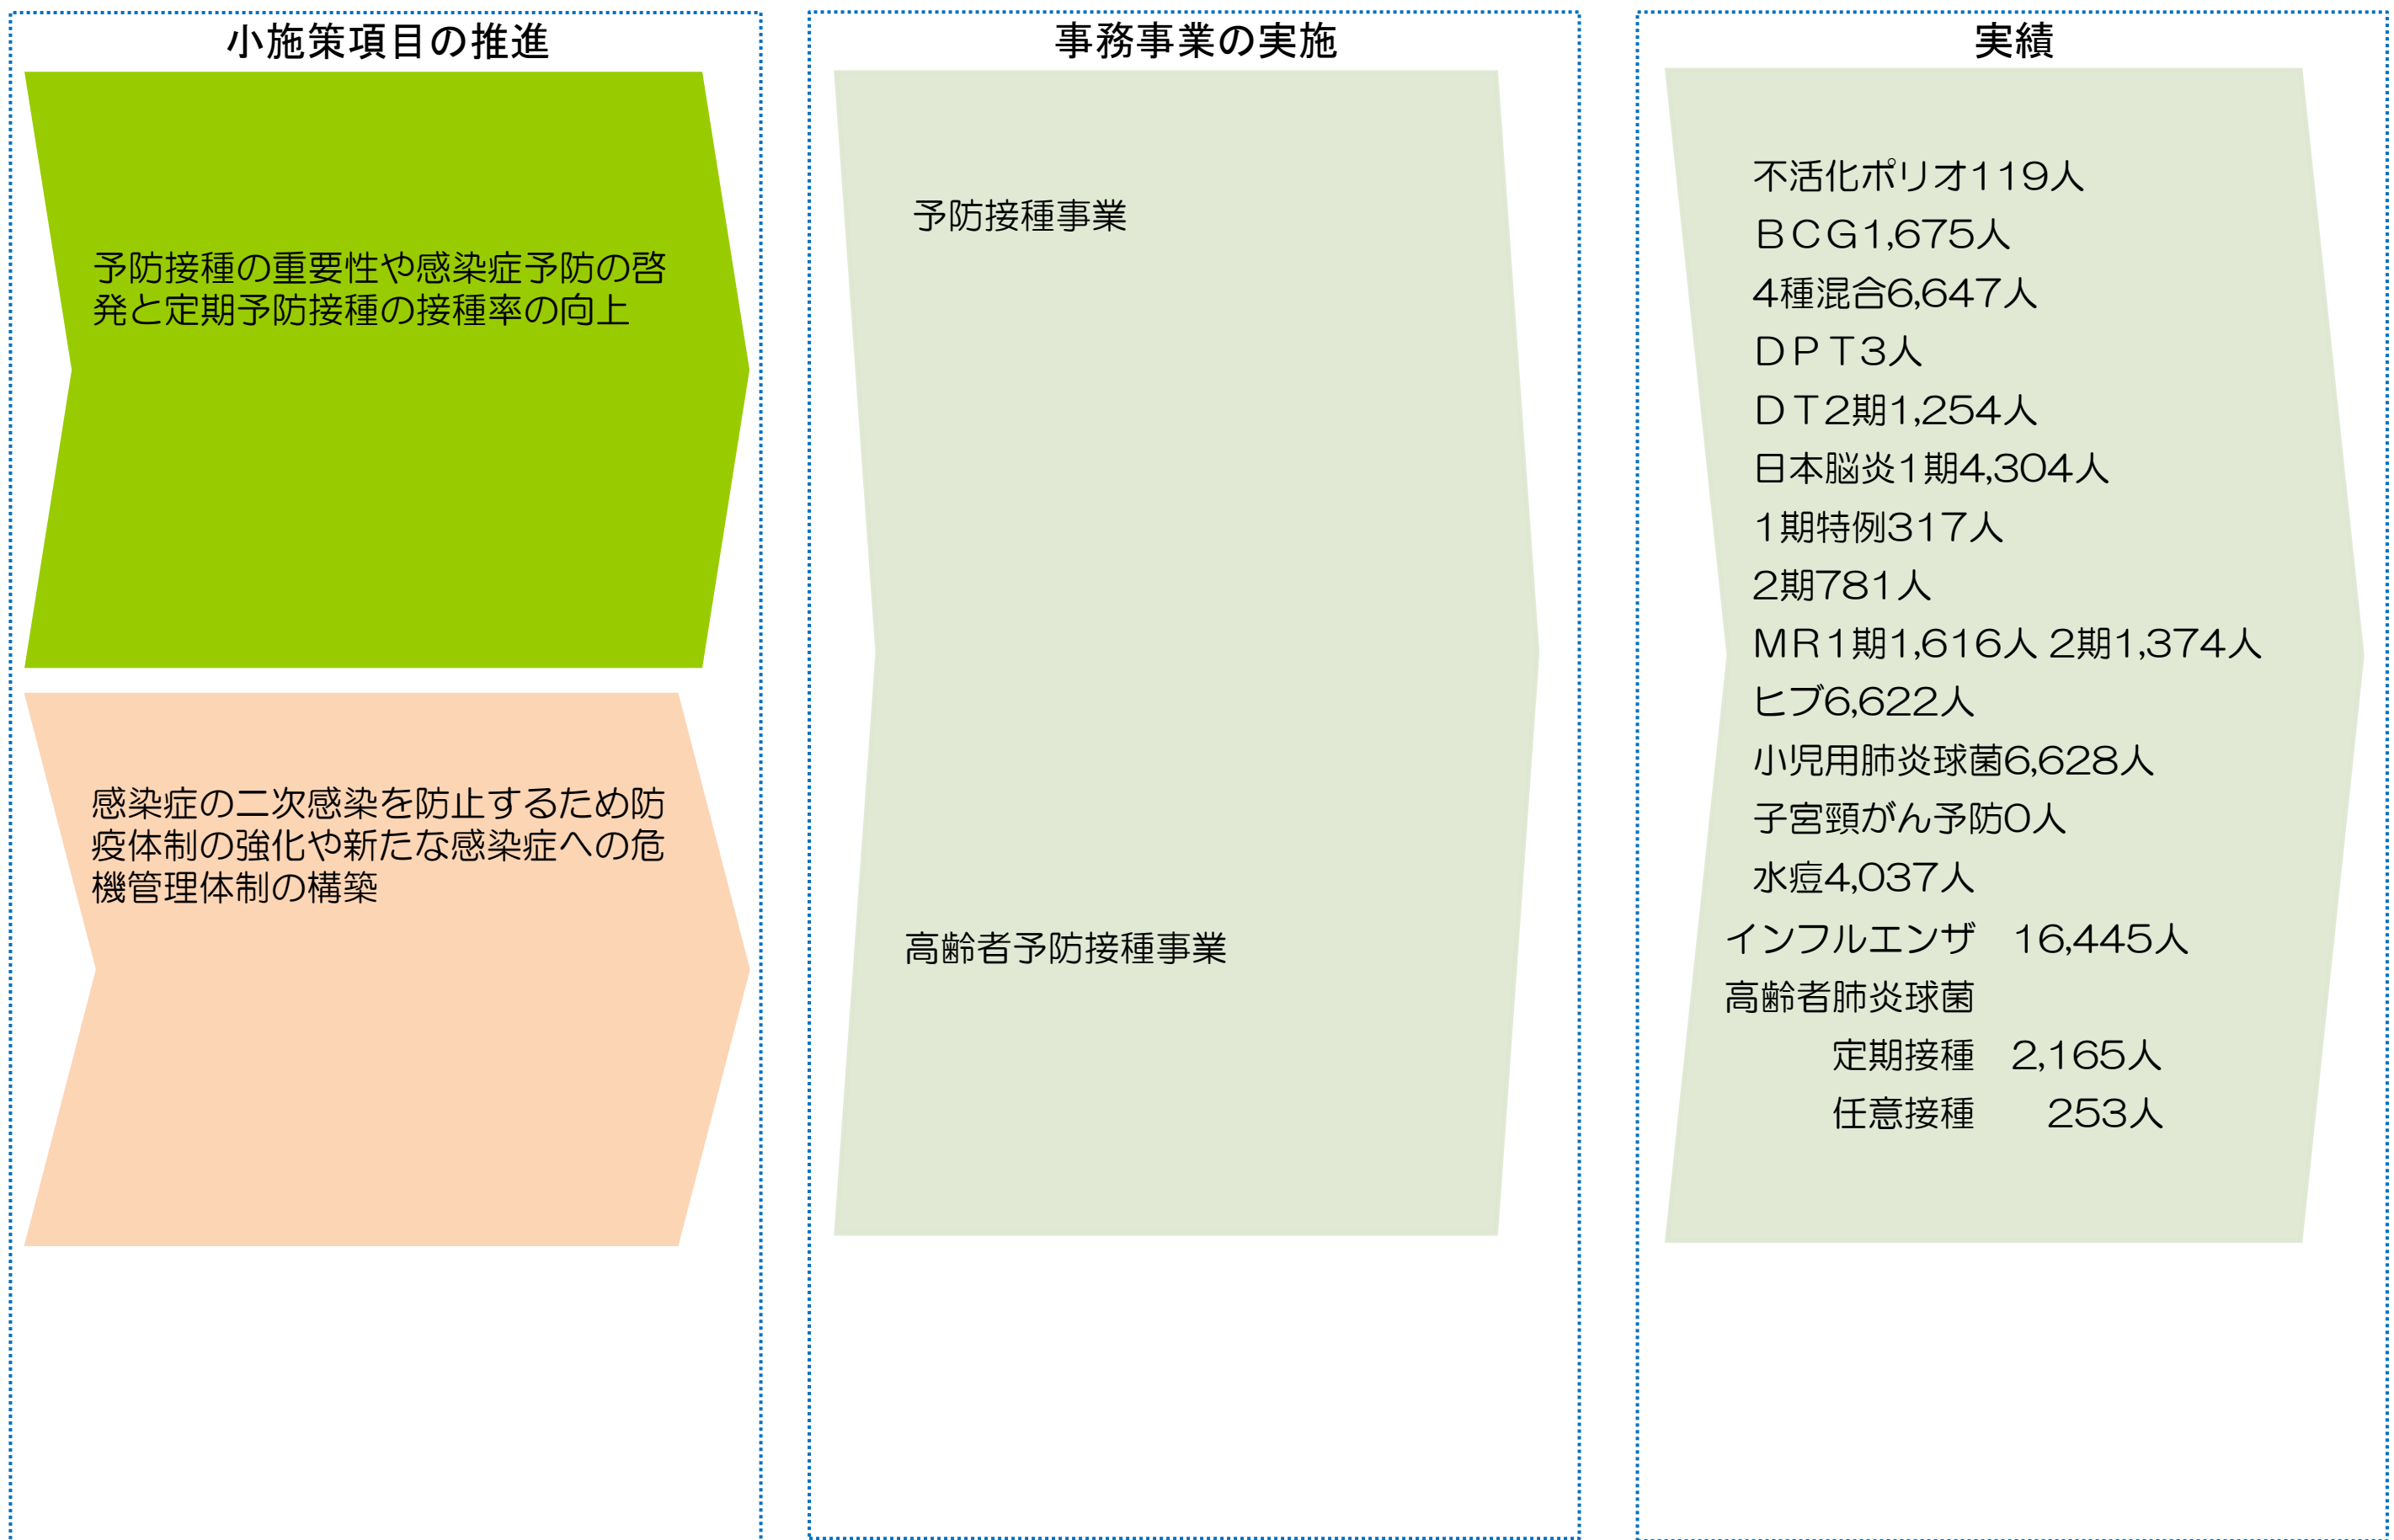 小施策項目の推進
予防接種の重要性や感染症予防の啓
発と定期予防接種の接種率の向上
感染症の二次感染を防止するため防
疫体制の強化や新たな感染症への危
機管理体制の構築
事務事業の実施
予防接種事業
高齢者予防接種事業
実績
不活化ポリオ119人
ＢＣＧ1,675人
4種混合6,647人
ＤＰＴ3人
ＤＴ2期1,254人
日本脳炎1期4,304人
1期特例317人
2期781人
ＭＲ1期1,616人 2期1,374人
ヒブ6,622人
小児用肺炎球菌6,628人
子宮頸がん予防0人
水痘4,037人
インフルエンザ　16,445人
高齢者肺炎球菌
定期接種　2,165人
任意接種　　253人